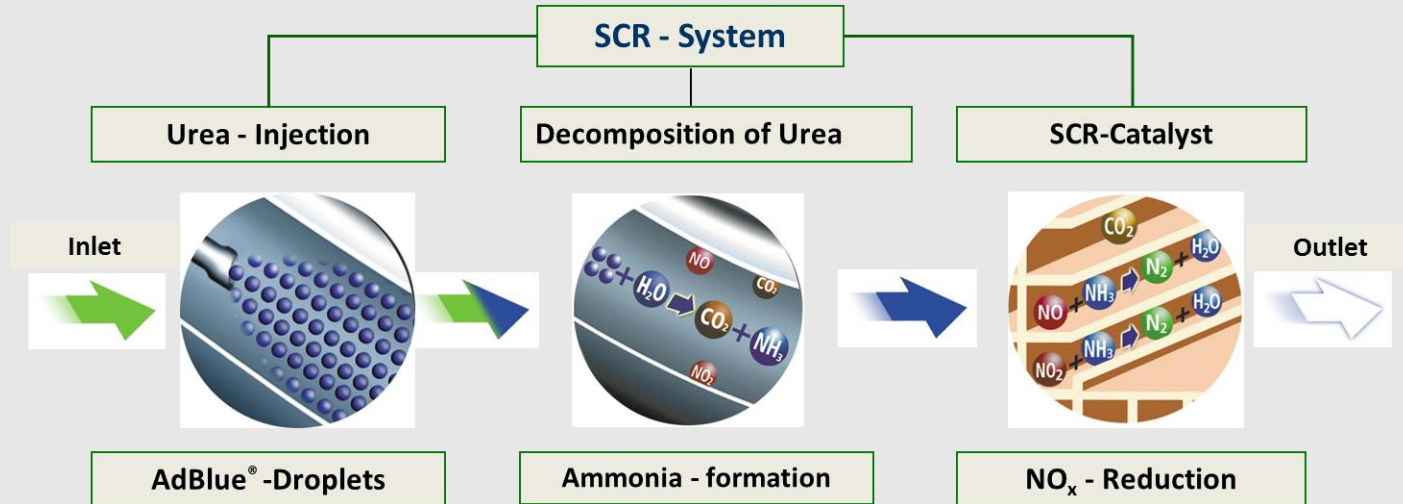 SCR - System
Urea - Injection
Decomposition of Urea
SCR-Catalyst
Inlet
Outlet
+ H₂O CO₂ + NH₃
NO
CO₂
NO₂
CO₂
NO + NH₃ N₂ + H₂O
NO₂ + NH₃ N₂ + H₂O
AdBlue® -Droplets
Ammonia - formation
NOₓ - Reduction